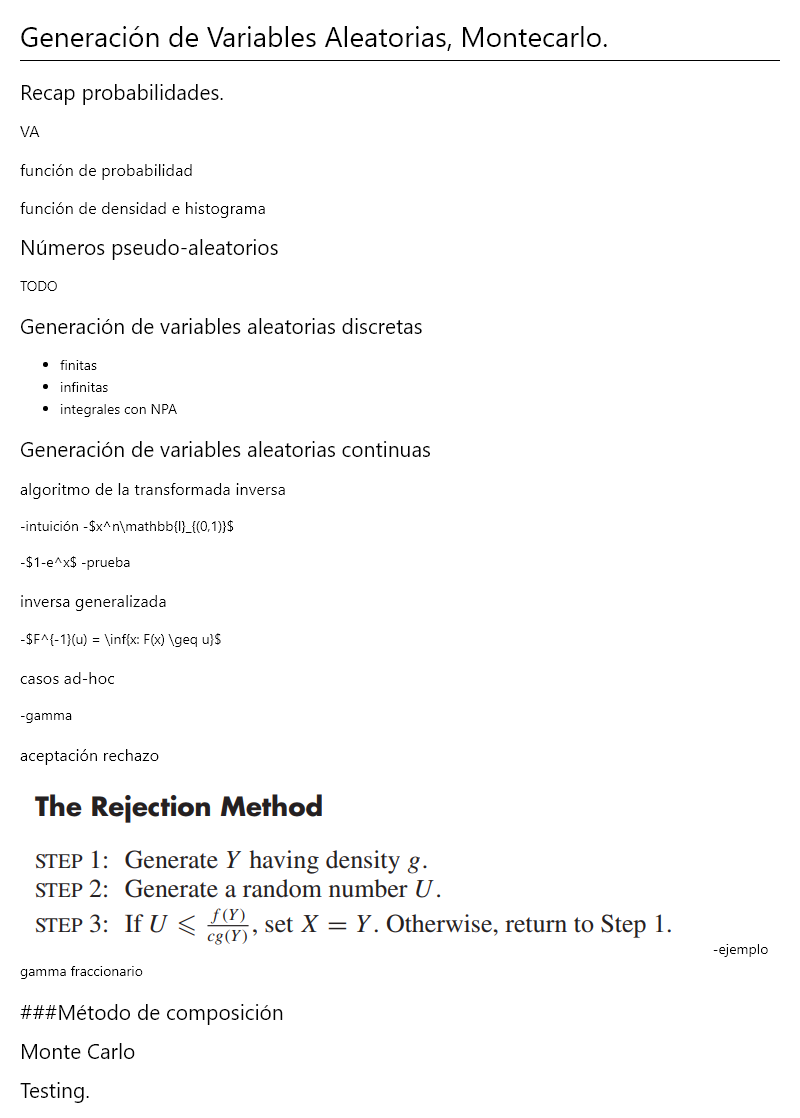 Generación de Variables Aleatorias, Montecarlo.
Recap probabilidades.
VA
función de probabilidad
función de densidad e histograma
Números pseudo-aleatorios
TODO
Generación de variables aleatorias discretas
• finitas
• infinitas
• integrales con NPA
Generación de variables aleatorias continuas
algoritmo de la transformada inversa
-intuición -$x^n\mathbb{I}_{(0,1)}$
-$1-e^x$ -prueba
inversa generalizada
-$F^{-1}(u) = \inf{x: F(x) \geq u}$
casos ad-hoc
-gamma
aceptación rechazo
The Rejection Method
STEP 1: Generate Y having density g.
STEP 2: Generate a random number U.
STEP 3: If U ⩽ f(Y)/cg(Y), set X = Y. Otherwise, return to Step 1.
-ejemplo
gamma fraccionario
###Método de composición
Monte Carlo
Testing.